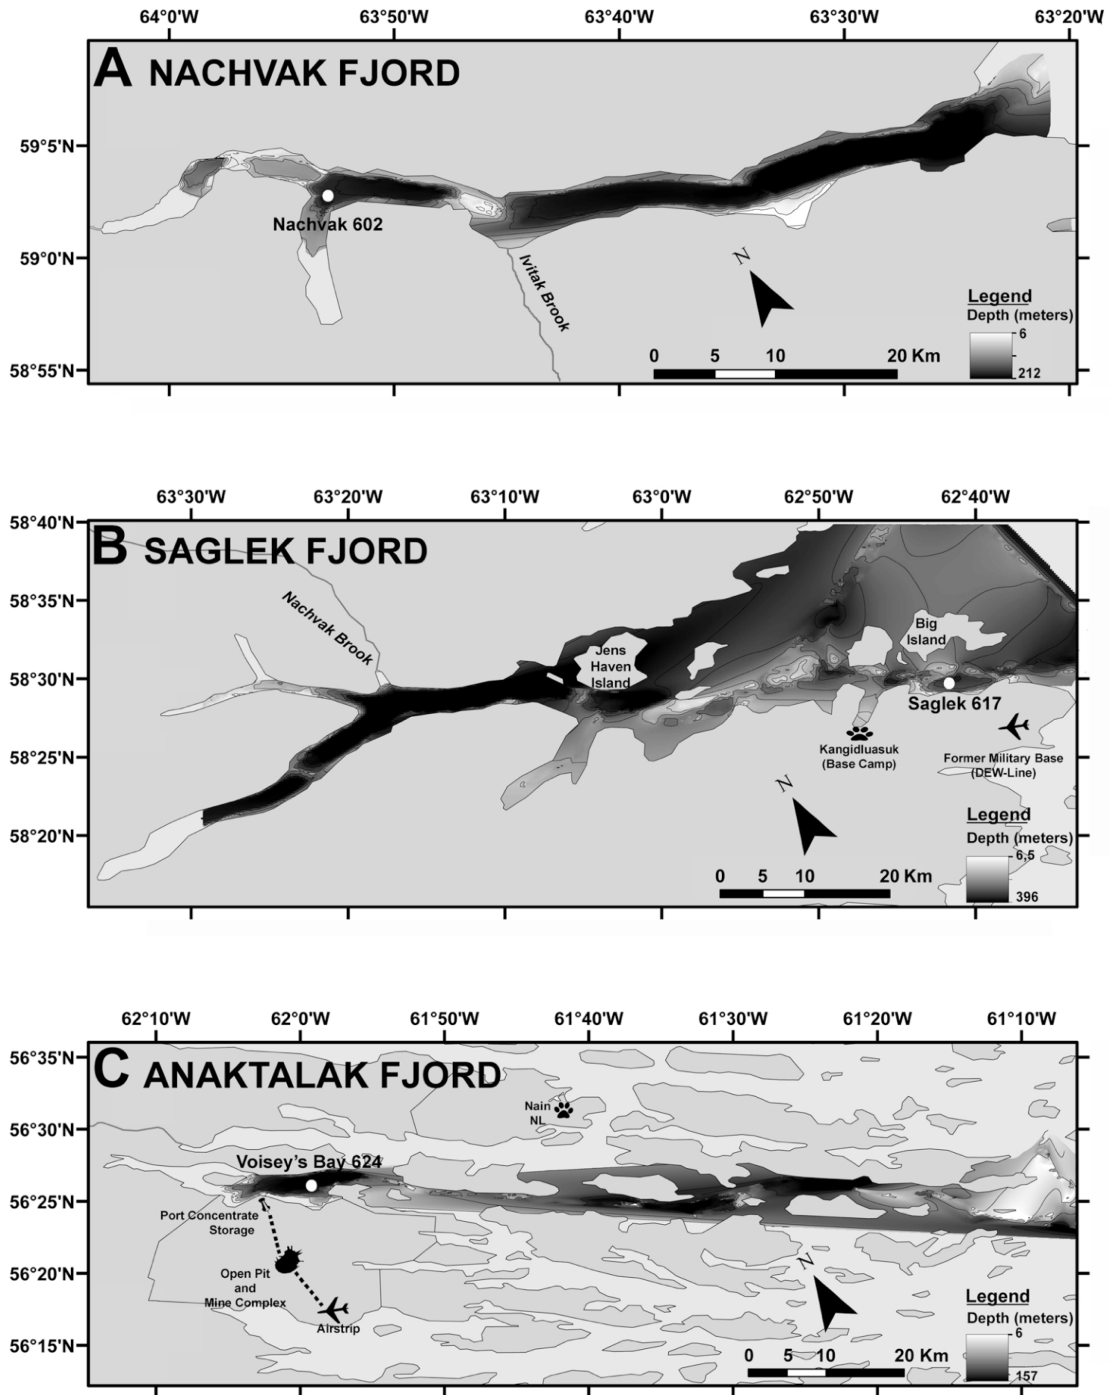 64°0'W 63°50'W 63°40'W 63°30'W 63°20'W
A NACHVAK FJORD
59°5'N
Nachvak 602
59°0'N
N
Ivitak Brook
Legend
Depth (meters)
6
212
0 5 10 20 Km
58°55'N
63°30'W 63°20'W 63°10'W 63°0'W 62°50'W 62°40'W
58°40'N
B SAGLEK FJORD
58°35'N
Nachvak Brook
Big
Island
Jens
Haven
Island
58°30'N
Saglek 617
Kangidluasuk
(Base Camp)
Former Military Base
(DEW-Line)
58°25'N
N
Legend
Depth (meters)
6,5
396
58°20'N
0 5 10 20 Km
62°10'W 62°0'W 61°50'W 61°40'W 61°30'W 61°20'W 61°10'W
56°35'N
C ANAKTALAK FJORD
Nain
NL
56°30'N
Voisey's Bay 624
56°25'N
Port Concentrate
Storage
56°20'N
Open Pit
and
Mine Complex
N
Airstrip
Legend
Depth (meters)
6
157
56°15'N
0 5 10 20 Km